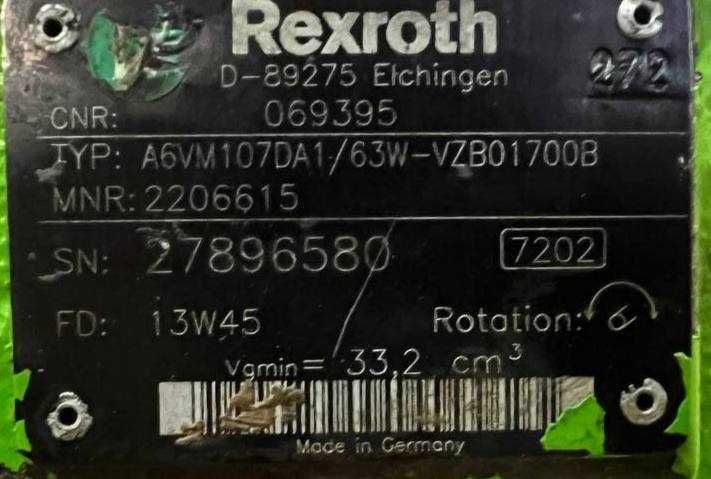 Rexroth
D-89275 Elchingen
272
CNR: 069395
TYP: A6VM107DA1/63W-VZB01700B
MNR: 2206615
SN: 27896580 7202
FD: 13W45 Rotation:
Vgmin = 33,2 cm³
Made in Germany